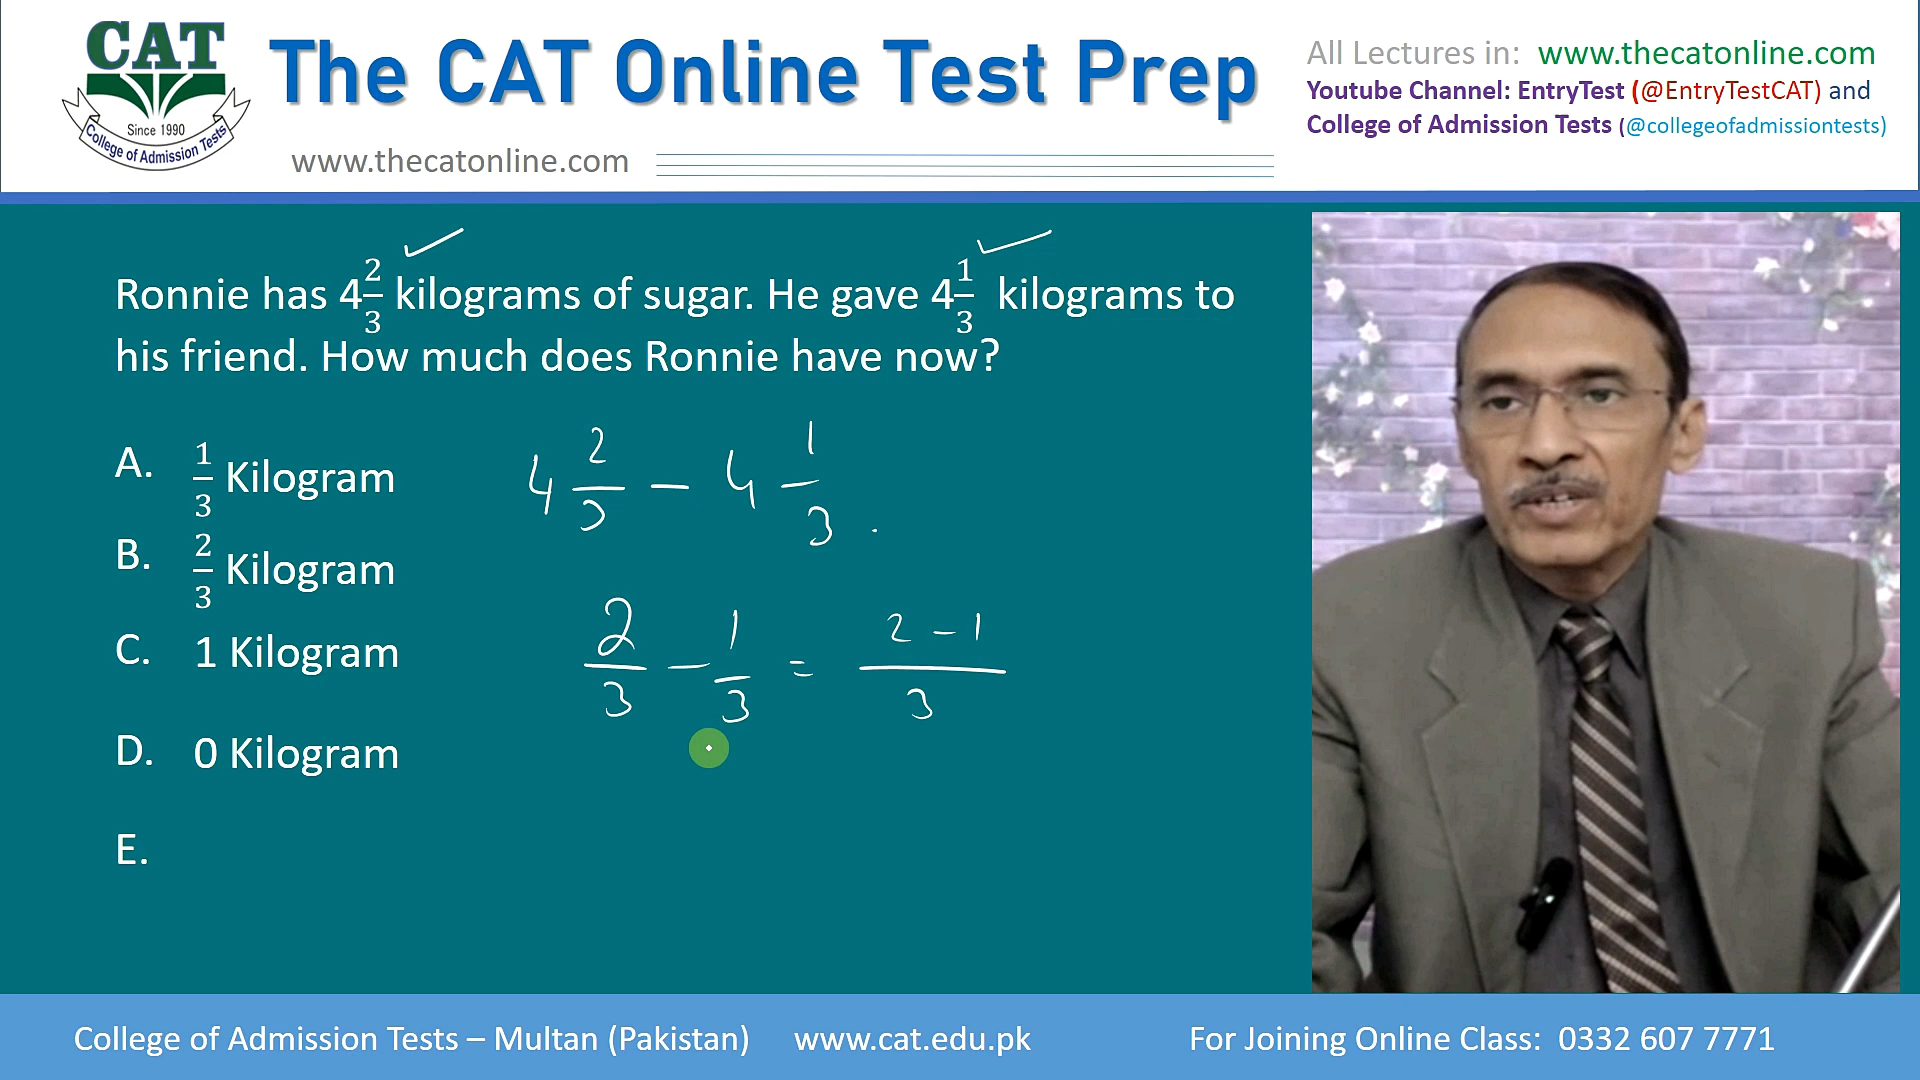 CAT
Since 1990
College of Admission Tests
The CAT Online Test Prep
www.thecatonline.com
All Lectures in: www.thecatonline.com
Youtube Channel: EntryTest (@EntryTestCAT) and
College of Admission Tests (@collegeofadmissiontests)
Ronnie has 4 2/3 kilograms of sugar. He gave 4 1/3 kilograms to
his friend. How much does Ronnie have now?
A. 1/3 Kilogram
B. 2/3 Kilogram
C. 1 Kilogram
D. 0 Kilogram
E.
4 2/3 − 4 1/3 .
2/3 − 1/3 = 2 − 1/3
College of Admission Tests – Multan (Pakistan) www.cat.edu.pk For Joining Online Class: 0332 607 7771